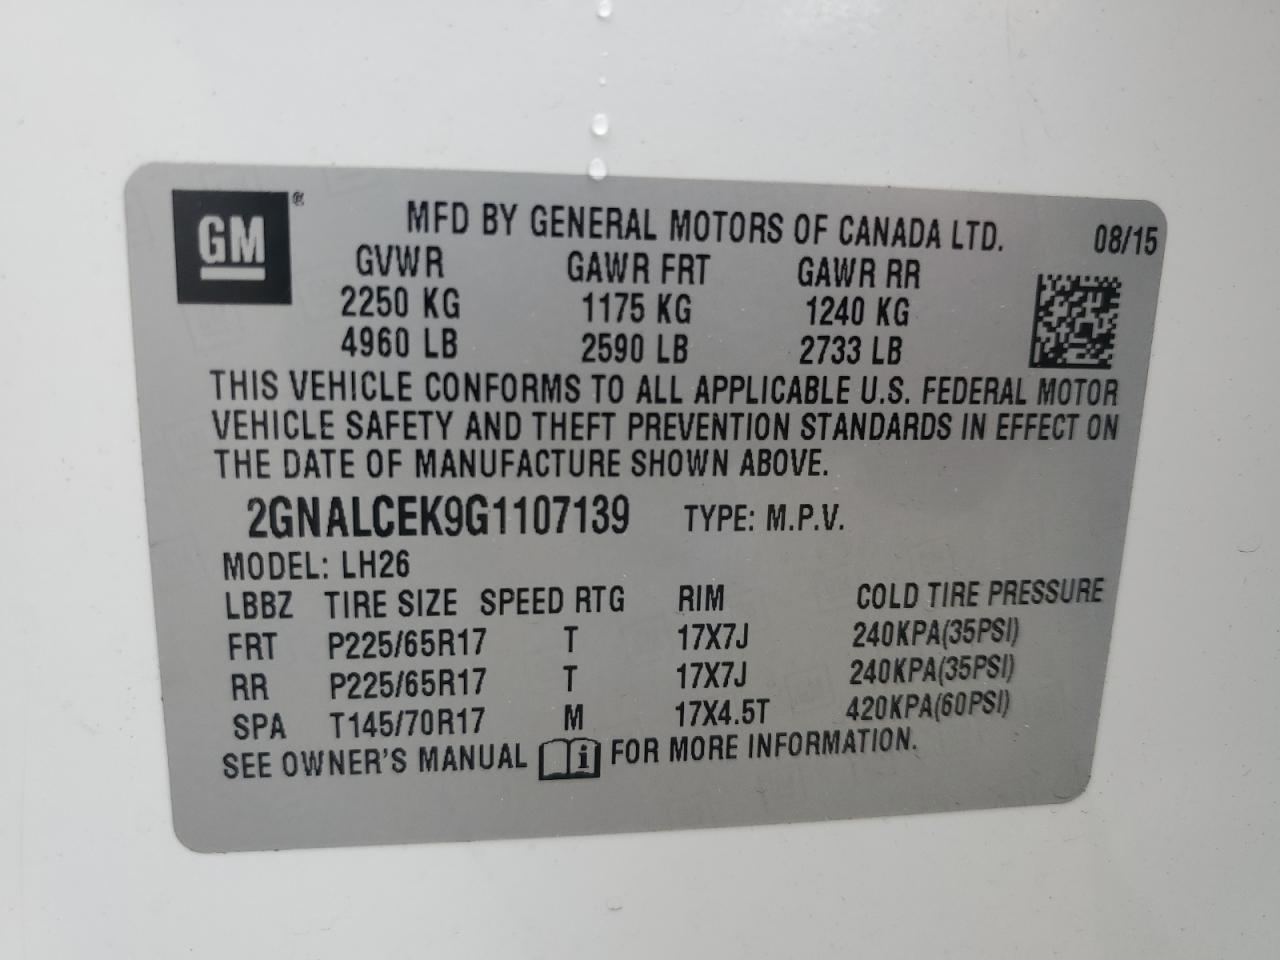 GM ® MFD BY GENERAL MOTORS OF CANADA LTD. 08/15
GVWR GAWR FRT GAWR RR
2250 KG 1175 KG 1240 KG
4960 LB 2590 LB 2733 LB
THIS VEHICLE CONFORMS TO ALL APPLICABLE U.S. FEDERAL MOTOR
VEHICLE SAFETY AND THEFT PREVENTION STANDARDS IN EFFECT ON
THE DATE OF MANUFACTURE SHOWN ABOVE.
2GNALCEK9G1107139 TYPE: M.P.V.
MODEL: LH26
LBBZ TIRE SIZE SPEED RTG RIM COLD TIRE PRESSURE
FRT P225/65R17 T 17X7J 240KPA(35PSI)
RR P225/65R17 T 17X7J 240KPA(35PSI)
SPA T145/70R17 M 17X4.5T 420KPA(60PSI)
SEE OWNER'S MANUAL i FOR MORE INFORMATION.